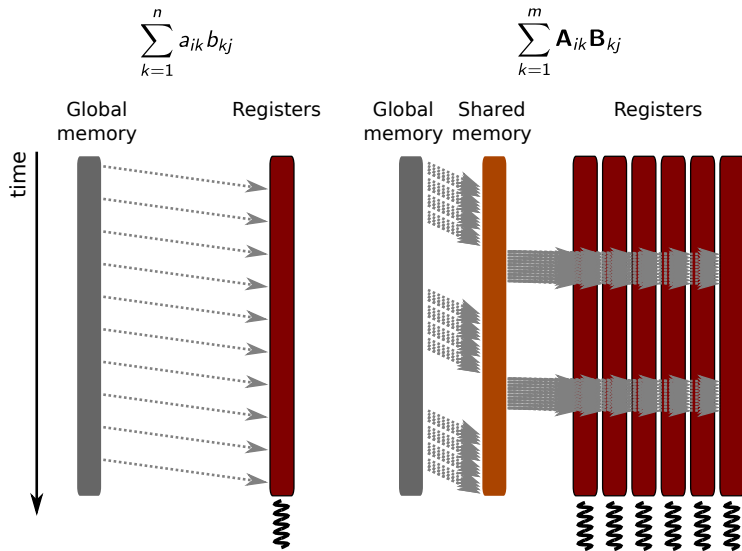 n
∑ a_{ik} b_{kj}
k=1
m
∑ A_{ik} B_{kj}
k=1
Global
memory
Registers
Global
memory
Shared
memory
Registers
time